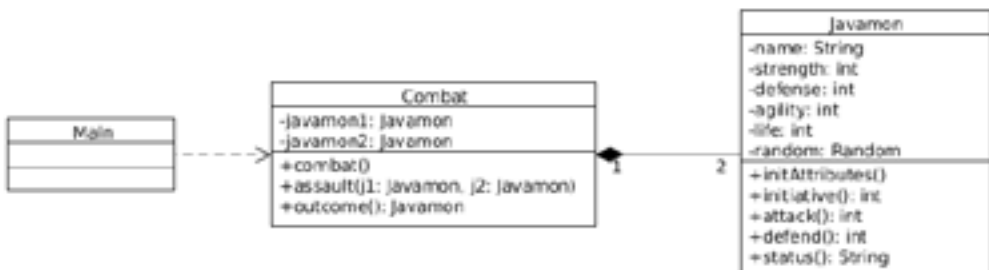 Main
Combat
-javamon1: Javamon
-javamon2: Javamon
+combat()
+assault(j1: Javamon, j2: Javamon)
+outcome(): Javamon
1
2
Javamon
-name: String
-strength: int
-defense: int
-agility: int
-life: int
-random: Random
+initAttributes()
+initiative(): int
+attack(): int
+defend(): int
+status(): String